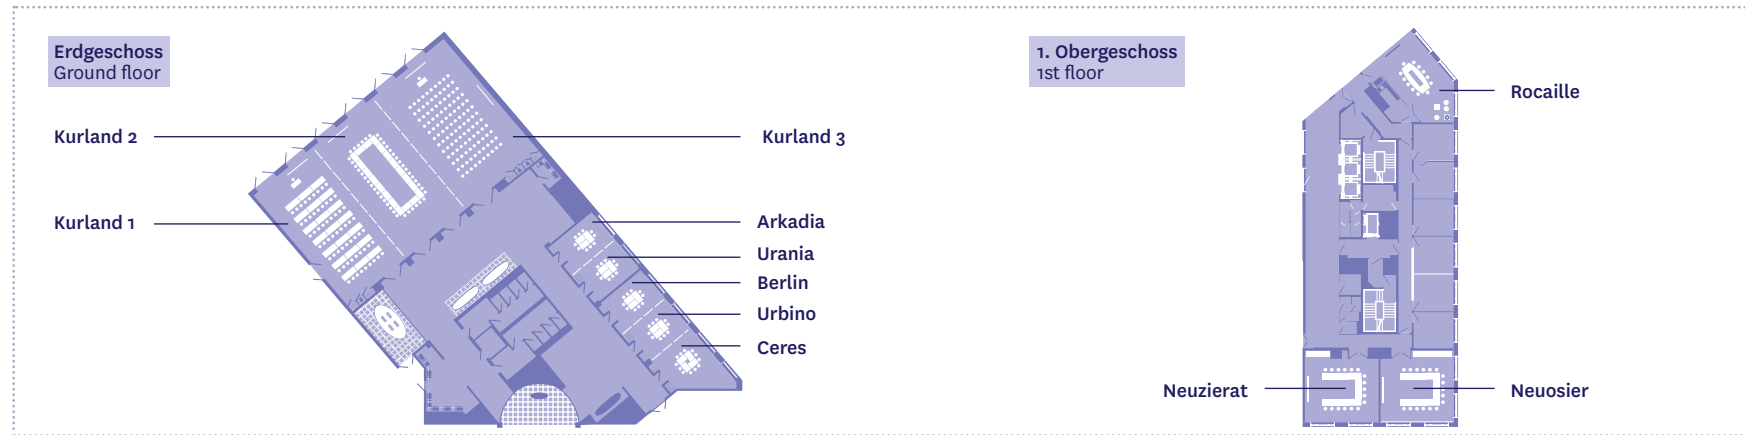 Erdgeschoss
Ground floor
Kurland 2
Kurland 3
Kurland 1
Arkadia
Urania
Berlin
Urbino
Ceres
1. Obergeschoss
1st floor
Rocaille
Neuzierat
Neuosier